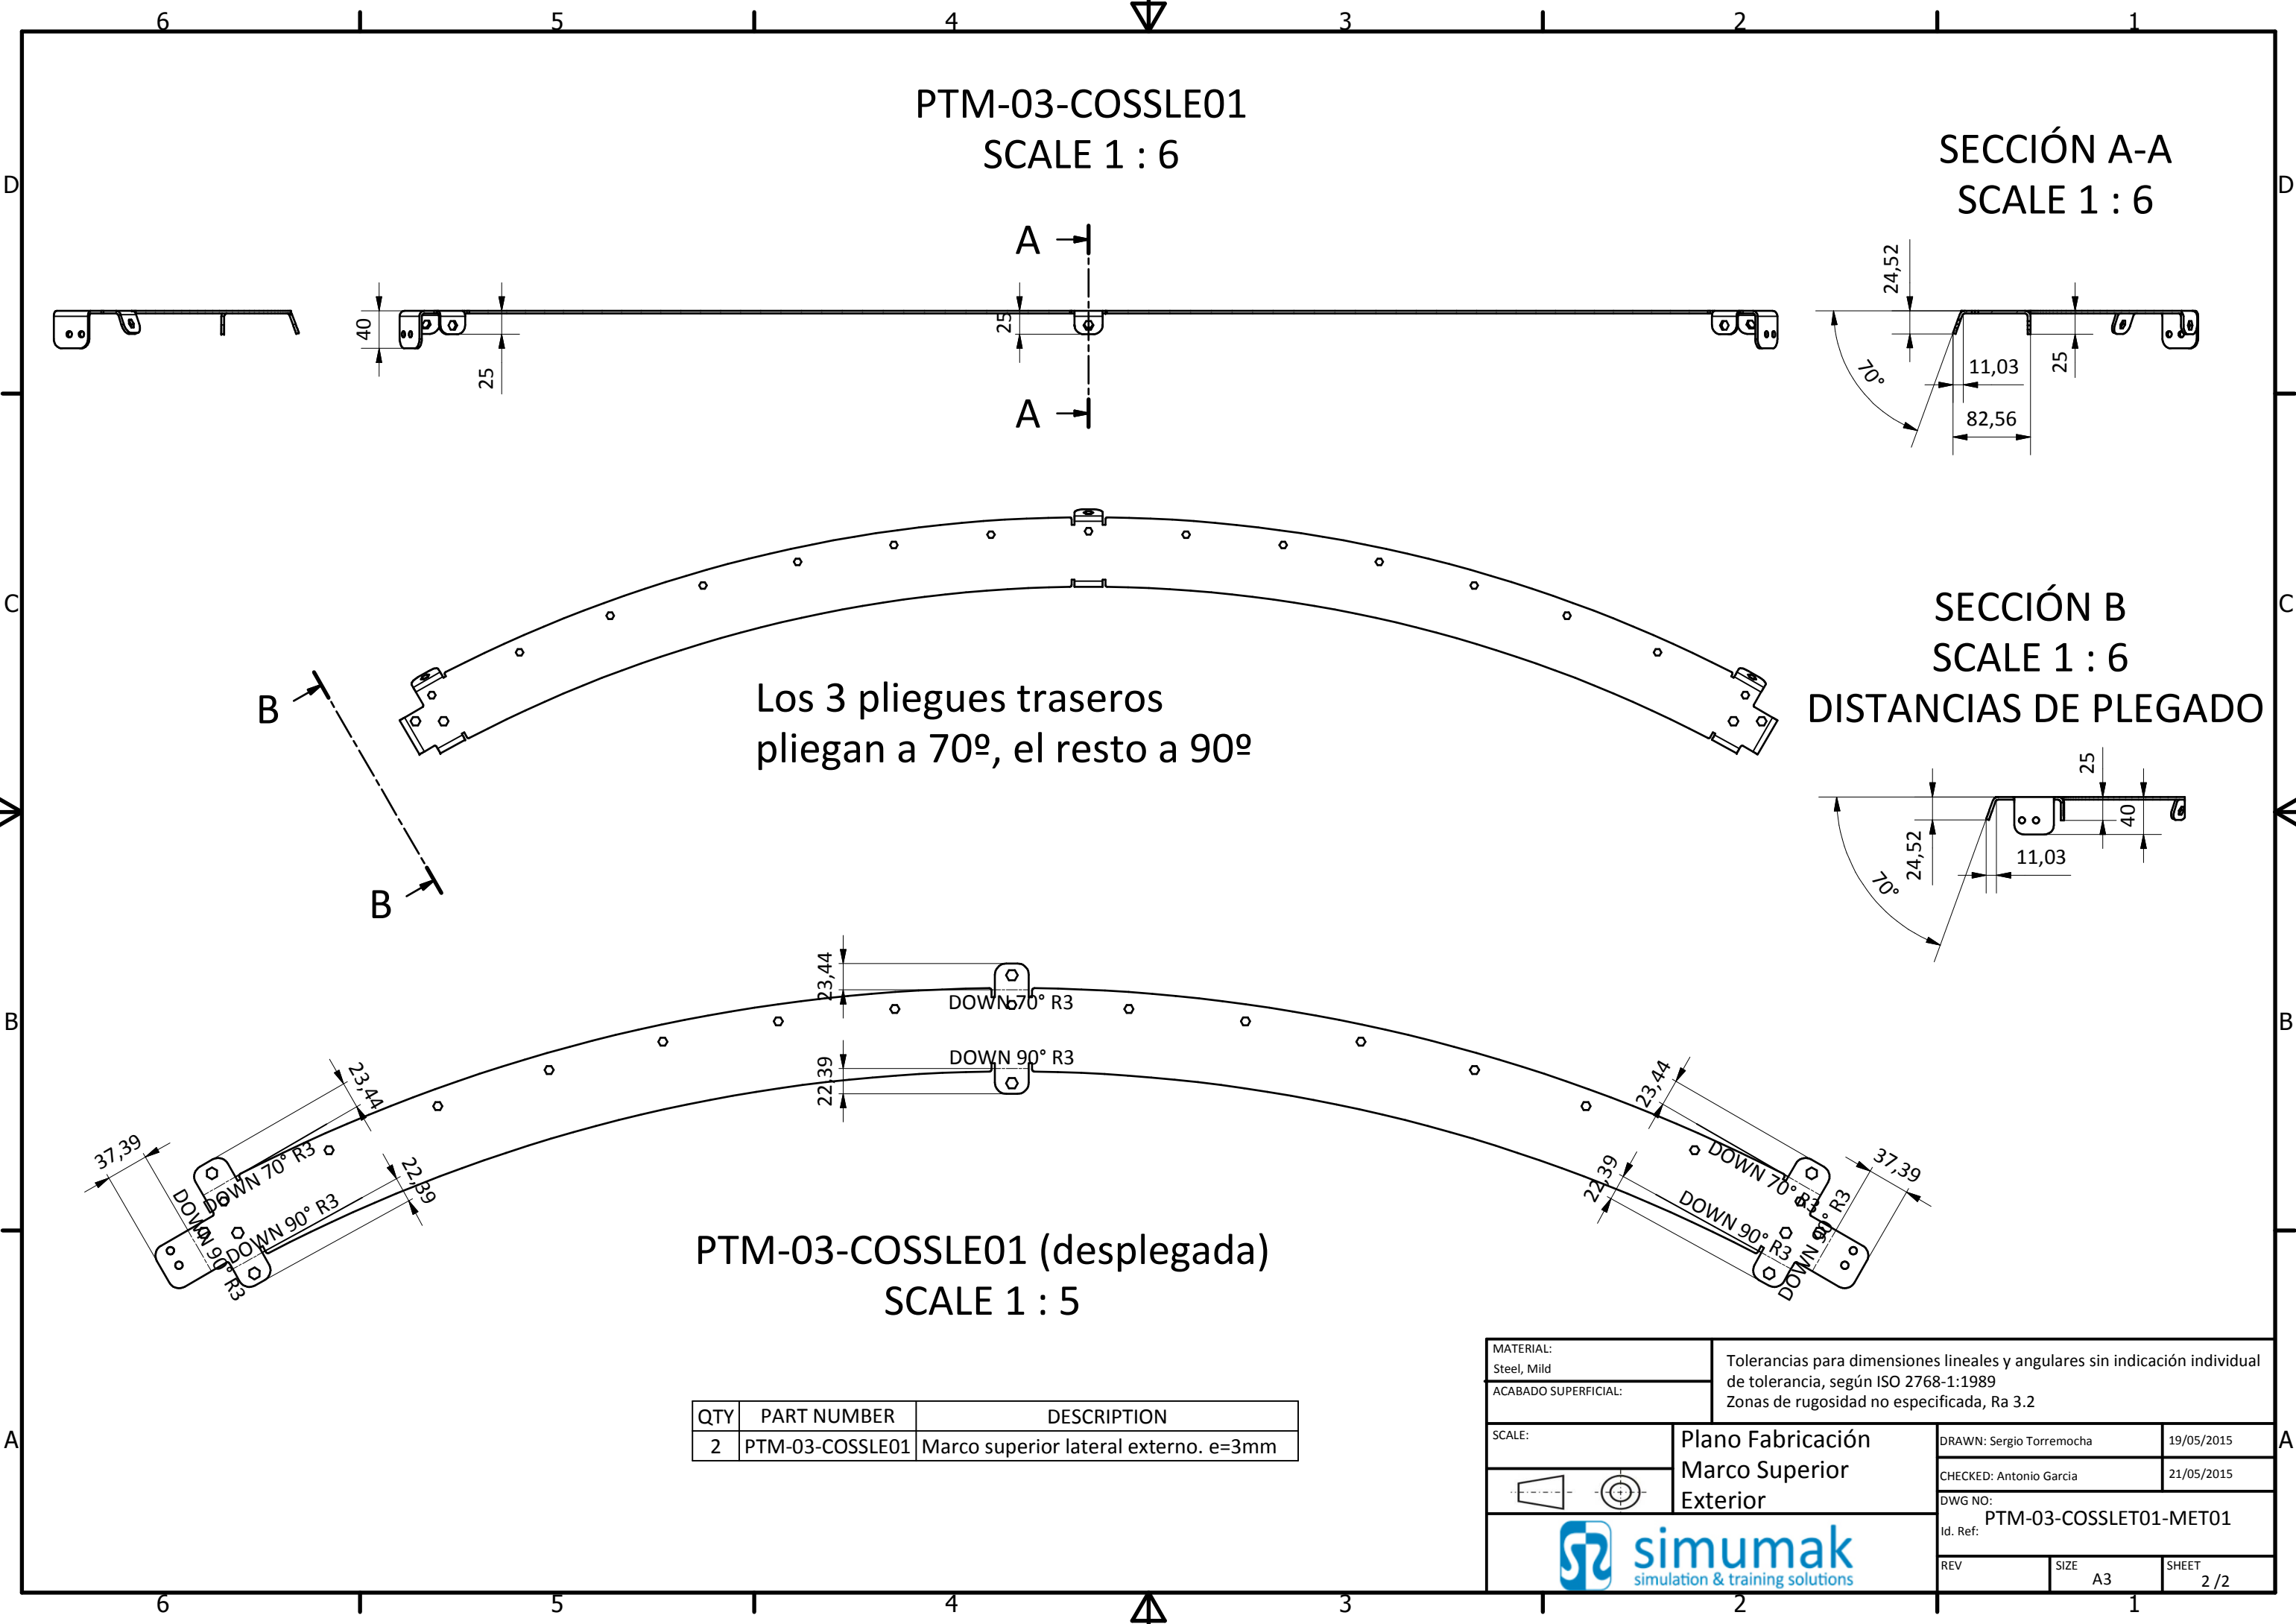 6 5 4 3 2 1
PTM-03-COSSLE01
SCALE 1 : 6
SECCIÓN A-A
SCALE 1 : 6
D D
A
A
40
25
25
24,52
70°
11,03
82,56
25
C C
B
B
Los 3 pliegues traseros
pliegan a 70º, el resto a 90º
SECCIÓN B
SCALE 1 : 6
DISTANCIAS DE PLEGADO
25
40
24,52
11,03
70°
B B
23,44
DOWN 70° R3
22,39
DOWN 90° R3
23,44
37,39
DOWN 70° R3
22,39
DOWN 90° R3
DOWN 90° R3
23,44
37,39
DOWN 70° R3
22,39
DOWN 90° R3
DOWN 90° R3
PTM-03-COSSLE01 (desplegada)
SCALE 1 : 5
A A
QTY PART NUMBER DESCRIPTION
2 PTM-03-COSSLE01 Marco superior lateral externo. e=3mm
MATERIAL:
Steel, Mild
ACABADO SUPERFICIAL:
Tolerancias para dimensiones lineales y angulares sin indicación individual
de tolerancia, según ISO 2768-1:1989
Zonas de rugosidad no especificada, Ra 3.2
SCALE:
Plano Fabricación
Marco Superior
Exterior
DRAWN: Sergio Torremocha 19/05/2015
CHECKED: Antonio Garcia 21/05/2015
DWG NO:
Id. Ref: PTM-03-COSSLET01-MET01
simumak
simulation & training solutions
REV
SIZE
A3
SHEET
2 /2
6 5 4 3 2 1